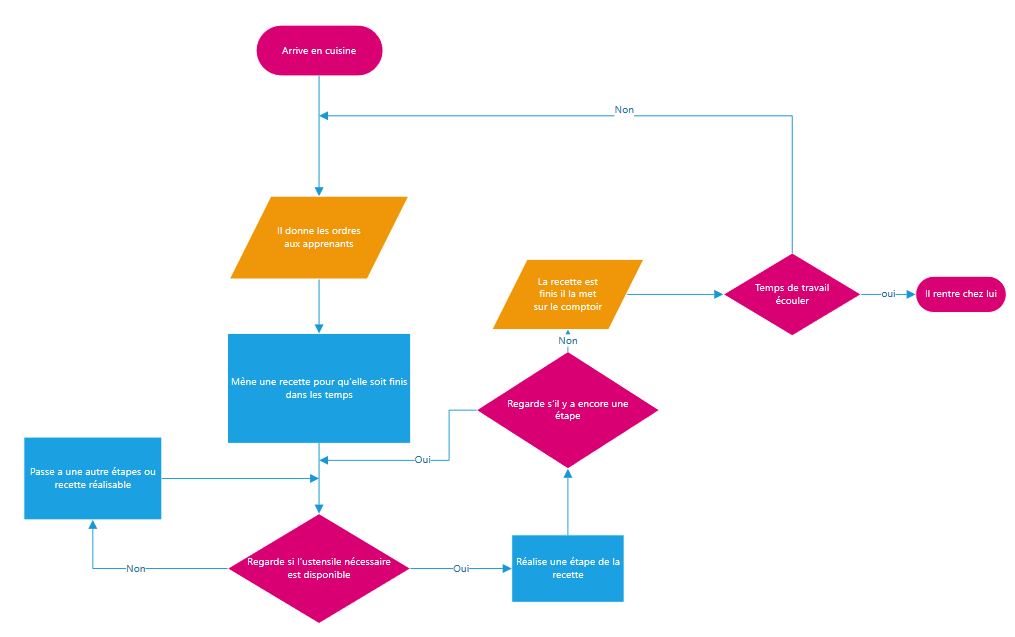 Arrive en cuisine
Non
Il donne les ordres
aux apprenants
La recette est
finis il la met
sur le comptoir
Temps de travail
écouler
oui
Il rentre chez lui
Non
Mène une recette pour qu'elle soit finis
dans les temps
Regarde s'il y a encore une
étape
Oui
Passe a une autre étapes ou
recette réalisable
Regarde si l'ustensile nécessaire
est disponible
Non
Oui
Réalise une étape de la
recette